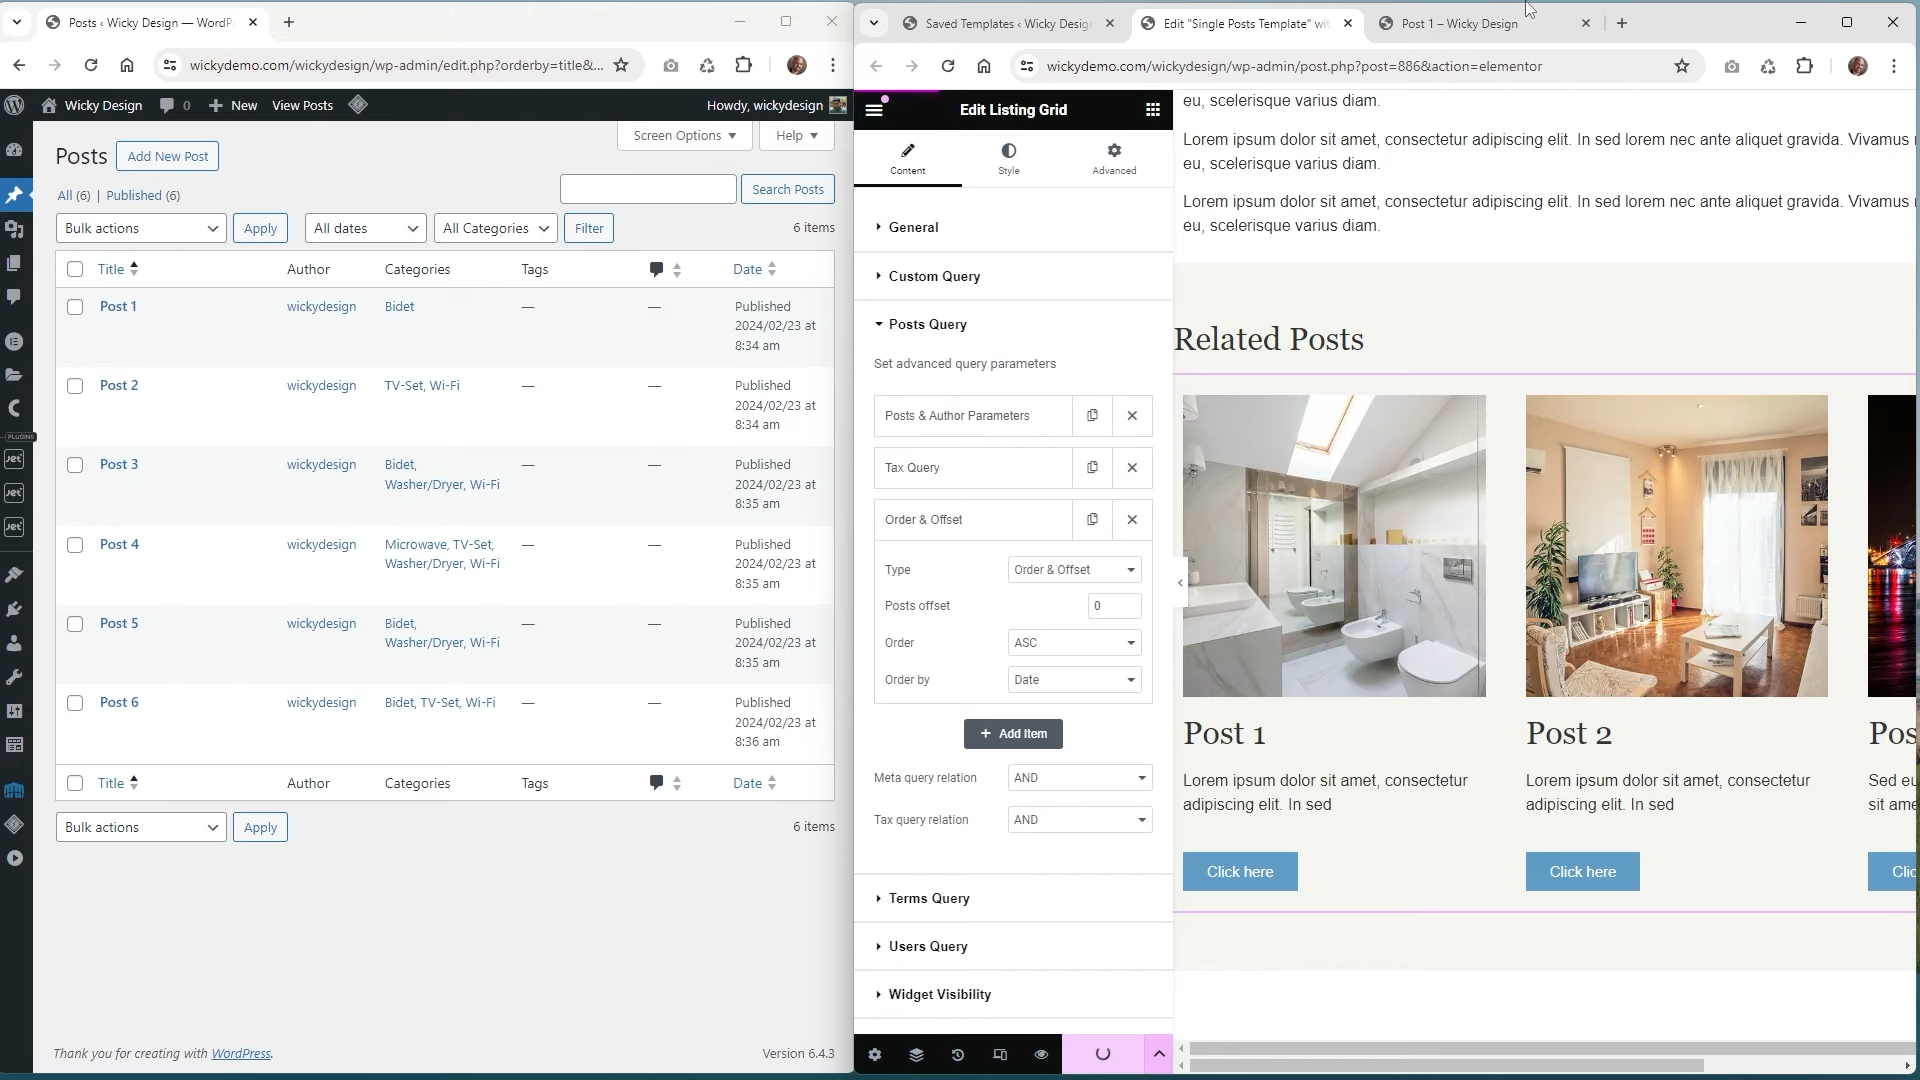 Posts ‹ Wicky Design — WordP
wickydemo.com/wickydesign/wp-admin/edit.php?orderby=title&...
Wicky Design
0
New
View Posts
Howdy, wickydesign
Screen Options
Help
Posts
Add New Post
All (6) | Published (6)
Search Posts
Bulk actions
Apply
All dates
All Categories
Filter
6 items
Title
Author
Categories
Tags
Date
Post 1
wickydesign
Bidet
—
—
Published
2024/02/23 at
8:34 am
Post 2
wickydesign
TV-Set, Wi-Fi
—
—
Published
2024/02/23 at
8:34 am
Post 3
wickydesign
Bidet,
Washer/Dryer, Wi-Fi
—
—
Published
2024/02/23 at
8:35 am
Post 4
wickydesign
Microwave, TV-Set,
Washer/Dryer, Wi-Fi
—
—
Published
2024/02/23 at
8:35 am
Post 5
wickydesign
Bidet,
Washer/Dryer, Wi-Fi
—
—
Published
2024/02/23 at
8:35 am
Post 6
wickydesign
Bidet, TV-Set, Wi-Fi
—
—
Published
2024/02/23 at
8:36 am
Title
Author
Categories
Tags
Date
Bulk actions
Apply
6 items
PLUGINS
Jet
Jet
Jet
Thank you for creating with WordPress.
Version 6.4.3
Saved Templates ‹ Wicky Desig
Edit "Single Posts Template" wit
Post 1 – Wicky Design
wickydemo.com/wickydesign/wp-admin/post.php?post=886&action=elementor
Edit Listing Grid
Content
Style
Advanced
General
Custom Query
Posts Query
Set advanced query parameters
Posts & Author Parameters
Tax Query
Order & Offset
Type
Order & Offset
Posts offset
0
Order
ASC
Order by
Date
Add Item
Meta query relation
AND
Tax query relation
AND
Terms Query
Users Query
Widget Visibility
eu, scelerisque varius diam.
Lorem ipsum dolor sit amet, consectetur adipiscing elit. In sed lorem nec ante aliquet gravida. Vivamus
eu, scelerisque varius diam.
Lorem ipsum dolor sit amet, consectetur adipiscing elit. In sed lorem nec ante aliquet gravida. Vivamus
eu, scelerisque varius diam.
Related Posts
Post 1
Lorem ipsum dolor sit amet, consectetur
adipiscing elit. In sed
Click here
Post 2
Lorem ipsum dolor sit amet, consectetur
adipiscing elit. In sed
Click here
Pos
Sed eu
sit ame
Clic